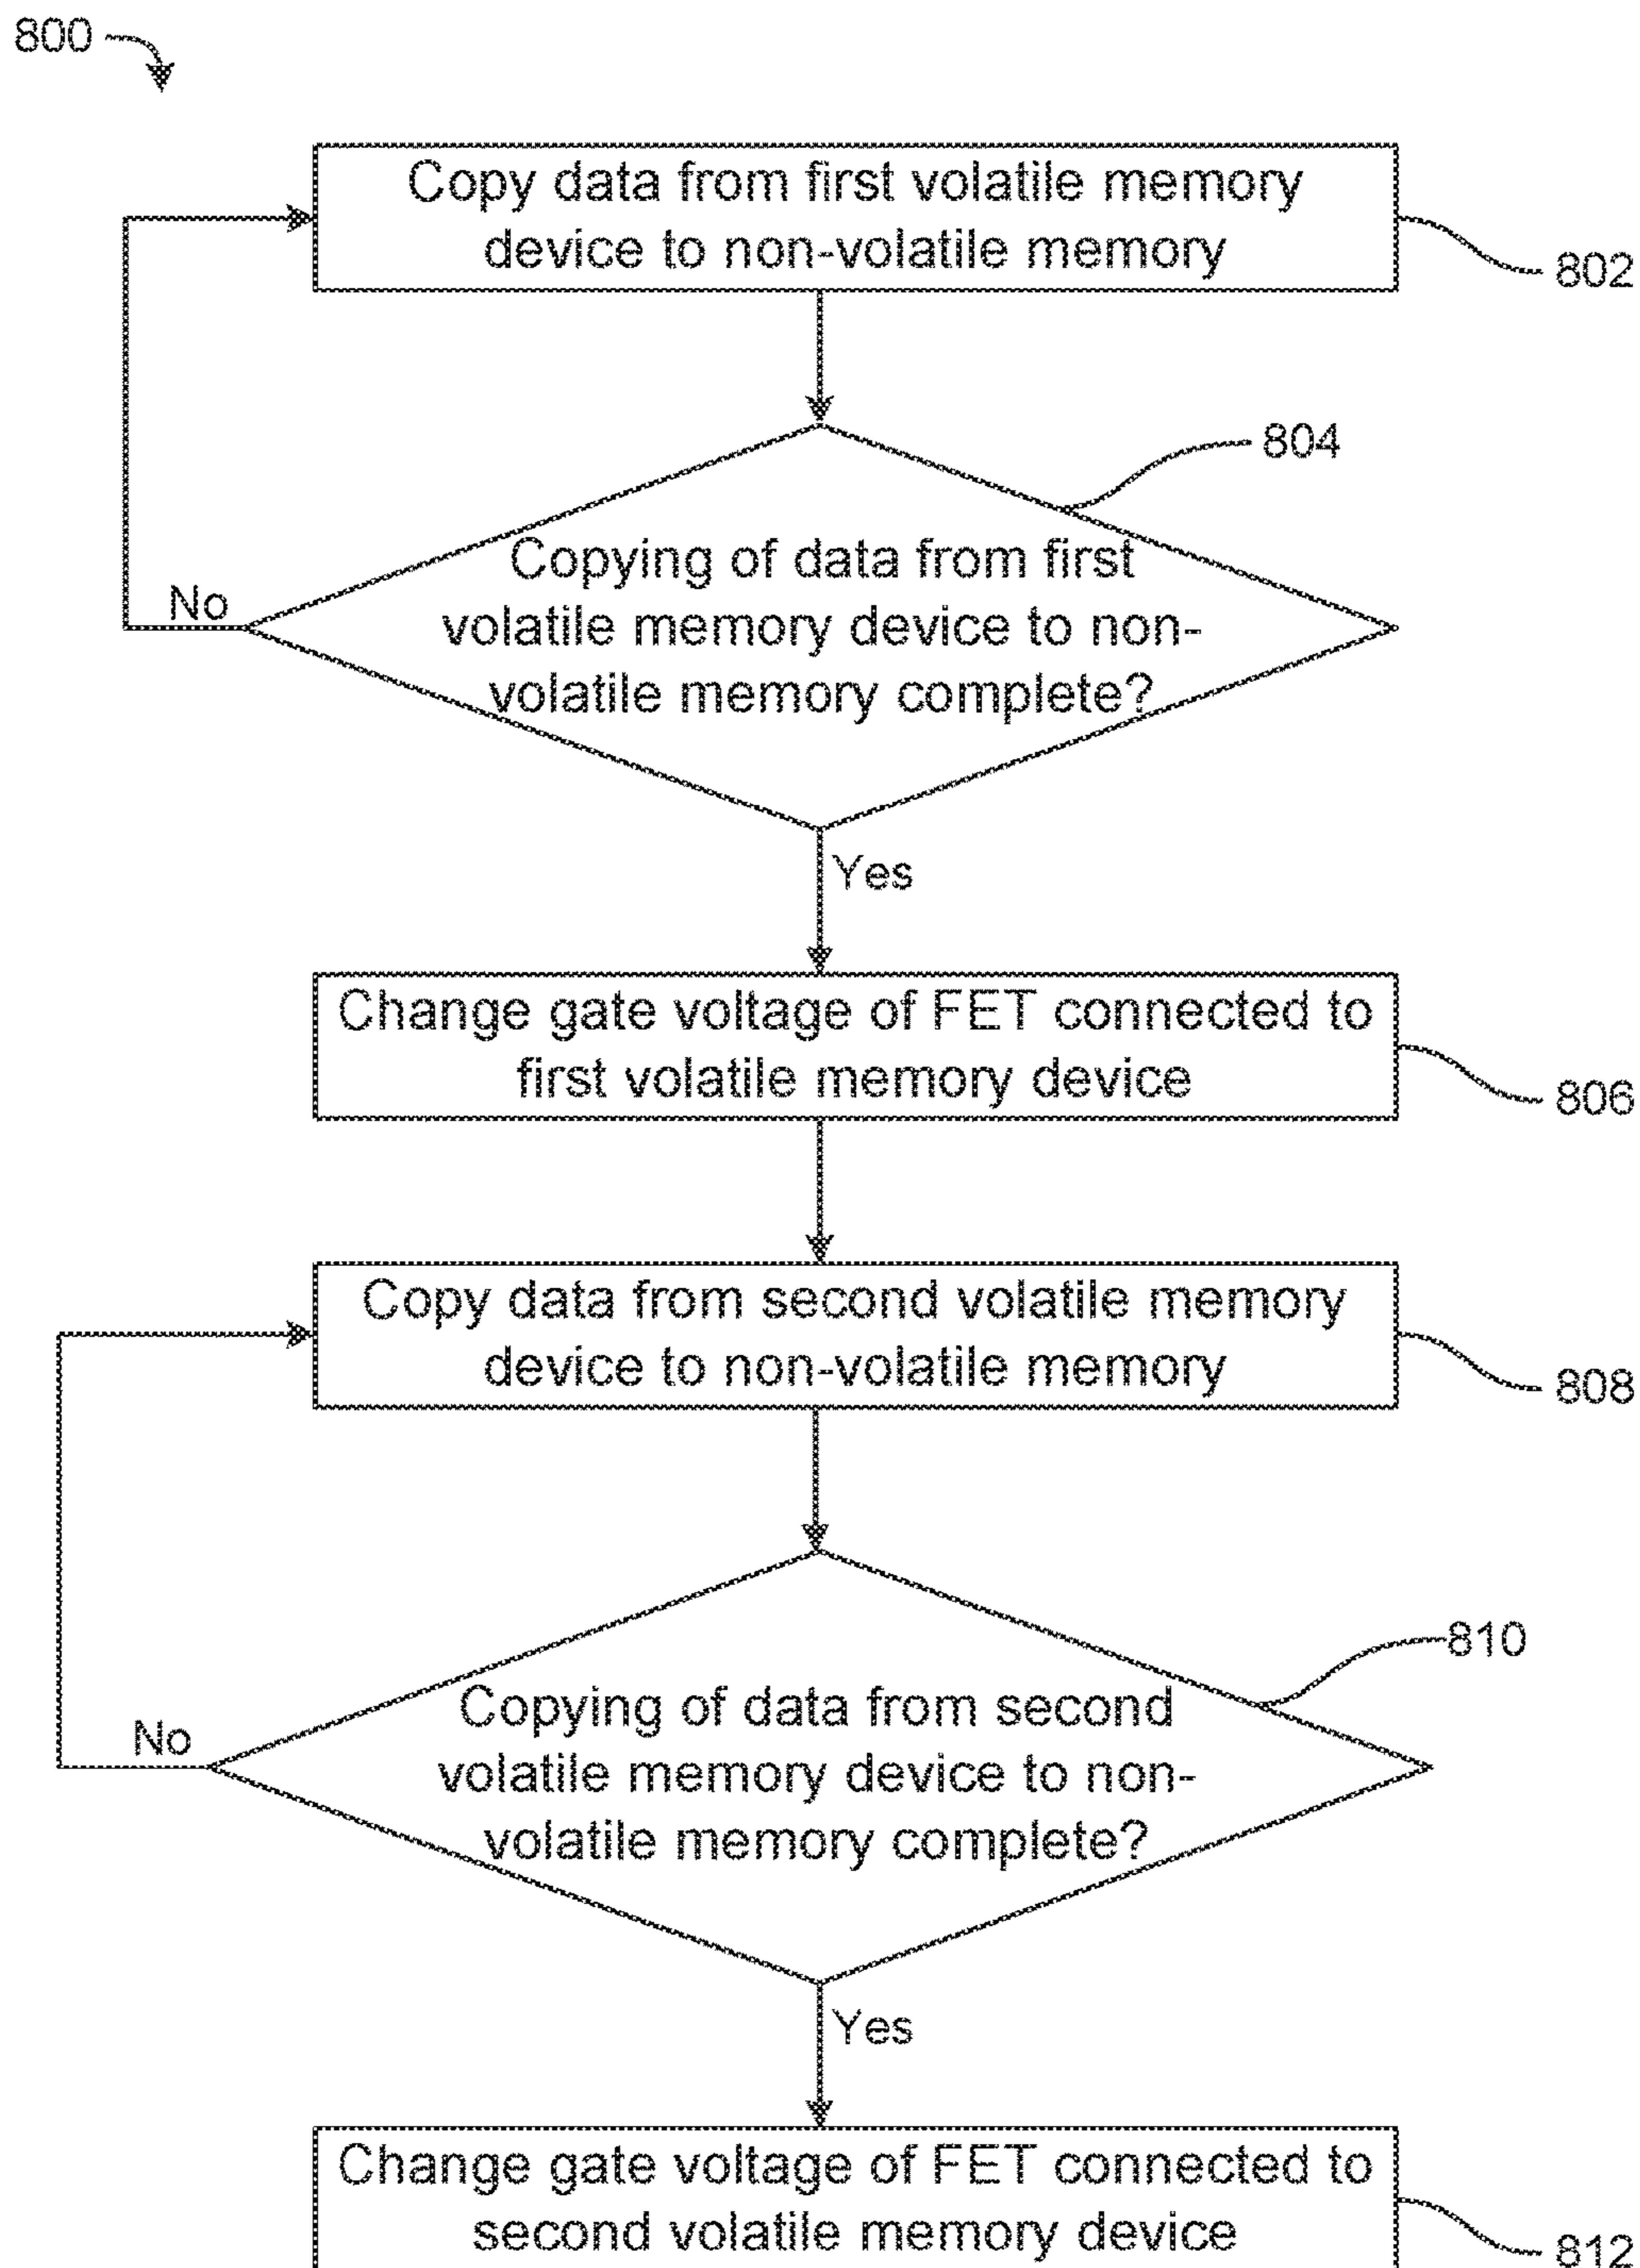 800
Copy data from first volatile memory
device to non-volatile memory
802
804
Copying of data from first
volatile memory device to non-
volatile memory complete?
No
Yes
Change gate voltage of FET connected to
first volatile memory device
806
Copy data from second volatile memory
device to non-volatile memory
808
810
Copying of data from second
volatile memory device to non-
volatile memory complete?
No
Yes
Change gate voltage of FET connected to
second volatile memory device
812